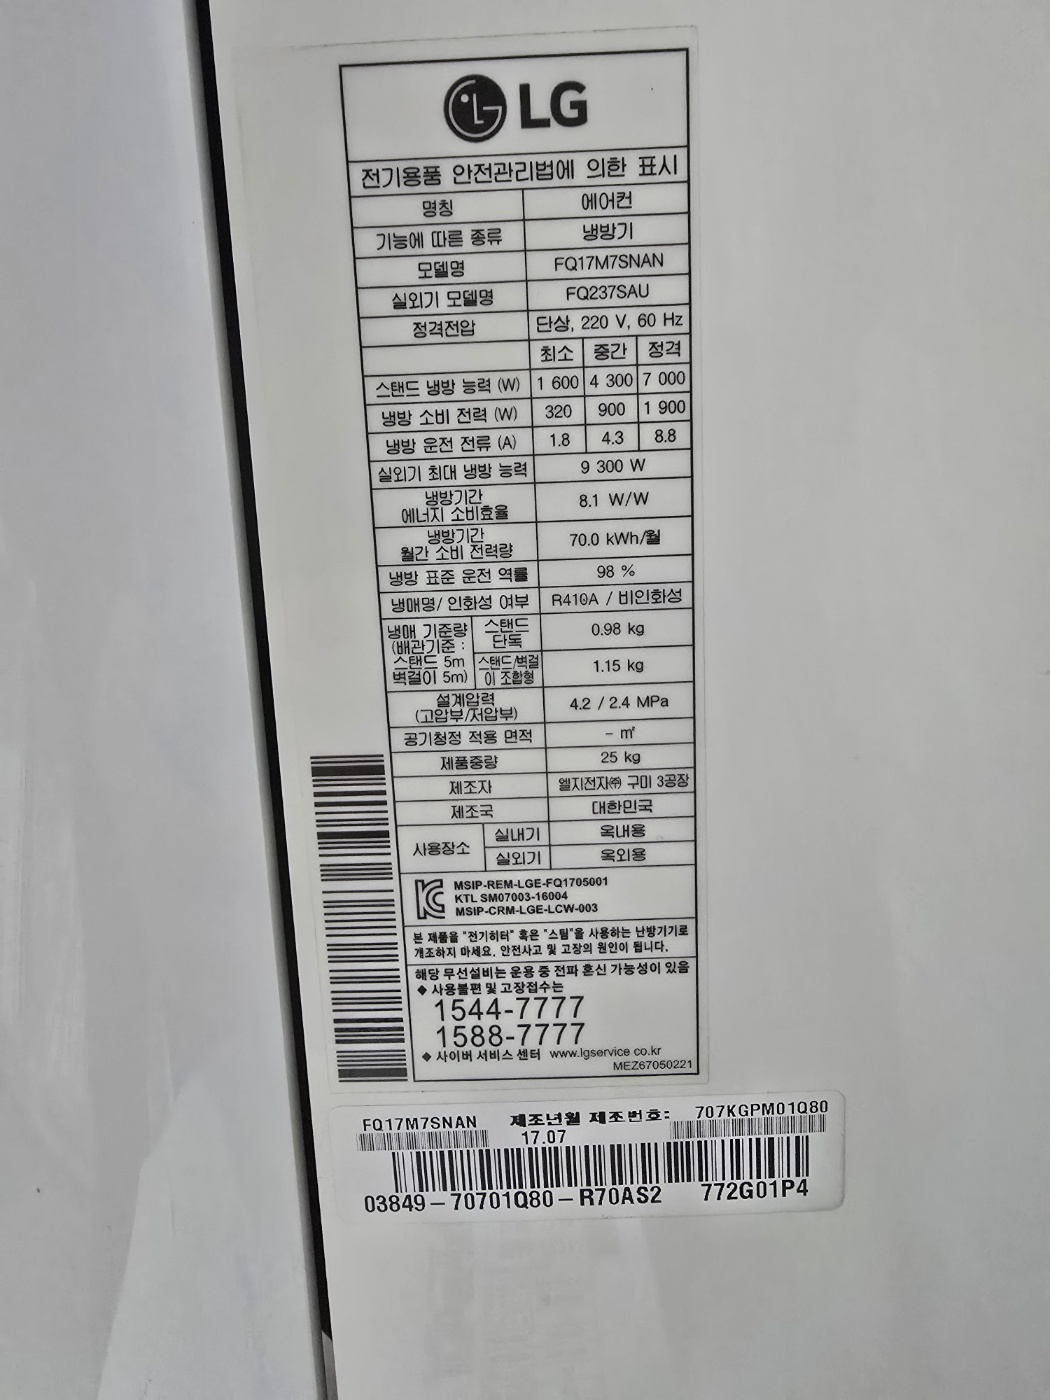 LG
전기용품 안전관리법에 의한 표시
명칭 에어컨
기능에 따른 종류 냉방기
모델명 FQ17M7SNAN
실외기 모델명 FQ237SAU
정격전압 단상, 220 V, 60 Hz
최소 중간 정격
스탠드 냉방 능력 (W) 1 600 4 300 7 000
냉방 소비 전력 (W) 320 900 1 900
냉방 운전 전류 (A) 1.8 4.3 8.8
실외기 최대 냉방 능력 9 300 W
냉방기간
에너지 소비효율 8.1 W/W
냉방기간
월간 소비 전력량 70.0 kWh/월
냉방 표준 운전 역률 98 %
냉매명/ 인화성 여부 R410A / 비인화성
냉매 기준량
(배관기준 :
스탠드 5m
벽걸이 5m)
스탠드
단독 0.98 kg
스탠드/벽걸
이 조합형 1.15 kg
설계압력
(고압부/저압부) 4.2 / 2.4 MPa
공기청정 적용 면적 - ㎡
제품중량 25 kg
제조자 엘지전자㈜ 구미 3공장
제조국 대한민국
사용장소 실내기 옥내용
실외기 옥외용
MSIP-REM-LGE-FQ1705001
KTL SM07003-16004
MSIP-CRM-LGE-LCW-003
본 제품을 "전기히터" 혹은 "스팀"을 사용하는 난방기기로
개조하지 마세요. 안전사고 및 고장의 원인이 됩니다.
해당 무선설비는 운용 중 전파 혼신 가능성이 있음
◆ 사용불편 및 고장접수는
1544-7777
1588-7777
◆ 사이버 서비스 센터 www.lgservice.co.kr
MEZ67050221
FQ17M7SNAN 제조년월 제조번호: 707KGPM01Q80
17.07
03849-70701Q80-R70AS2 772G01P4